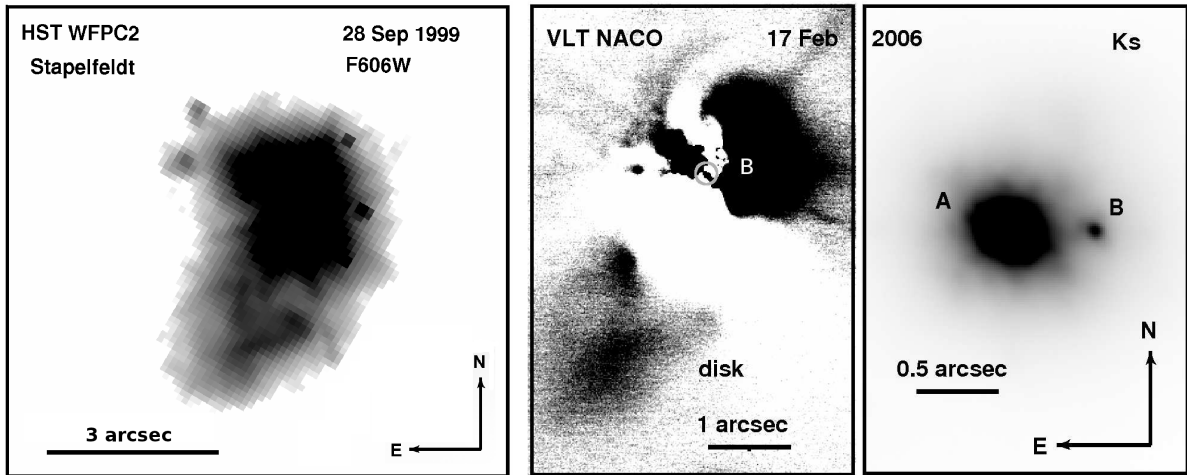 HST WFPC2 28 Sep 1999
Stapelfeldt F606W
N
E
3 arcsec
VLT NACO 17 Feb
B
disk
1 arcsec
2006 Ks
A B
0.5 arcsec
N
E